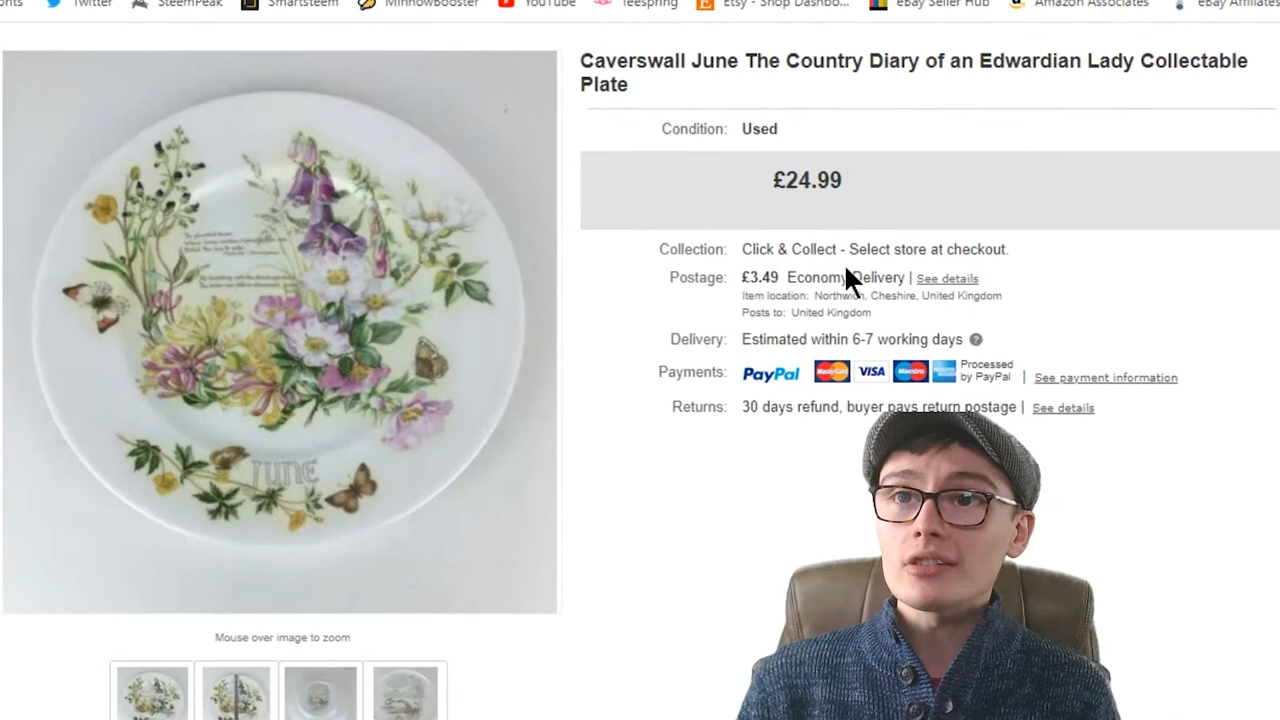 Twitter
SteemPeak
Smartsteem
MinnowBooster
YouTube
Teespring
Etsy - Shop Dashbo...
eBay Seller Hub
Amazon Associates
eBay Affiliates
Caverswall June The Country Diary of an Edwardian Lady Collectable
Plate
Condition: Used
£24.99
Collection: Click & Collect - Select store at checkout.
Postage: £3.49 Economy Delivery | See details
Item location: Northwich, Cheshire, United Kingdom
Posts to: United Kingdom
Delivery: Estimated within 6-7 working days ?
Payments: PayPal MasterCard VISA Maestro Processed
by PayPal | See payment information
Returns: 30 days refund, buyer pays return postage | See details
JUNE
Mouse over image to zoom